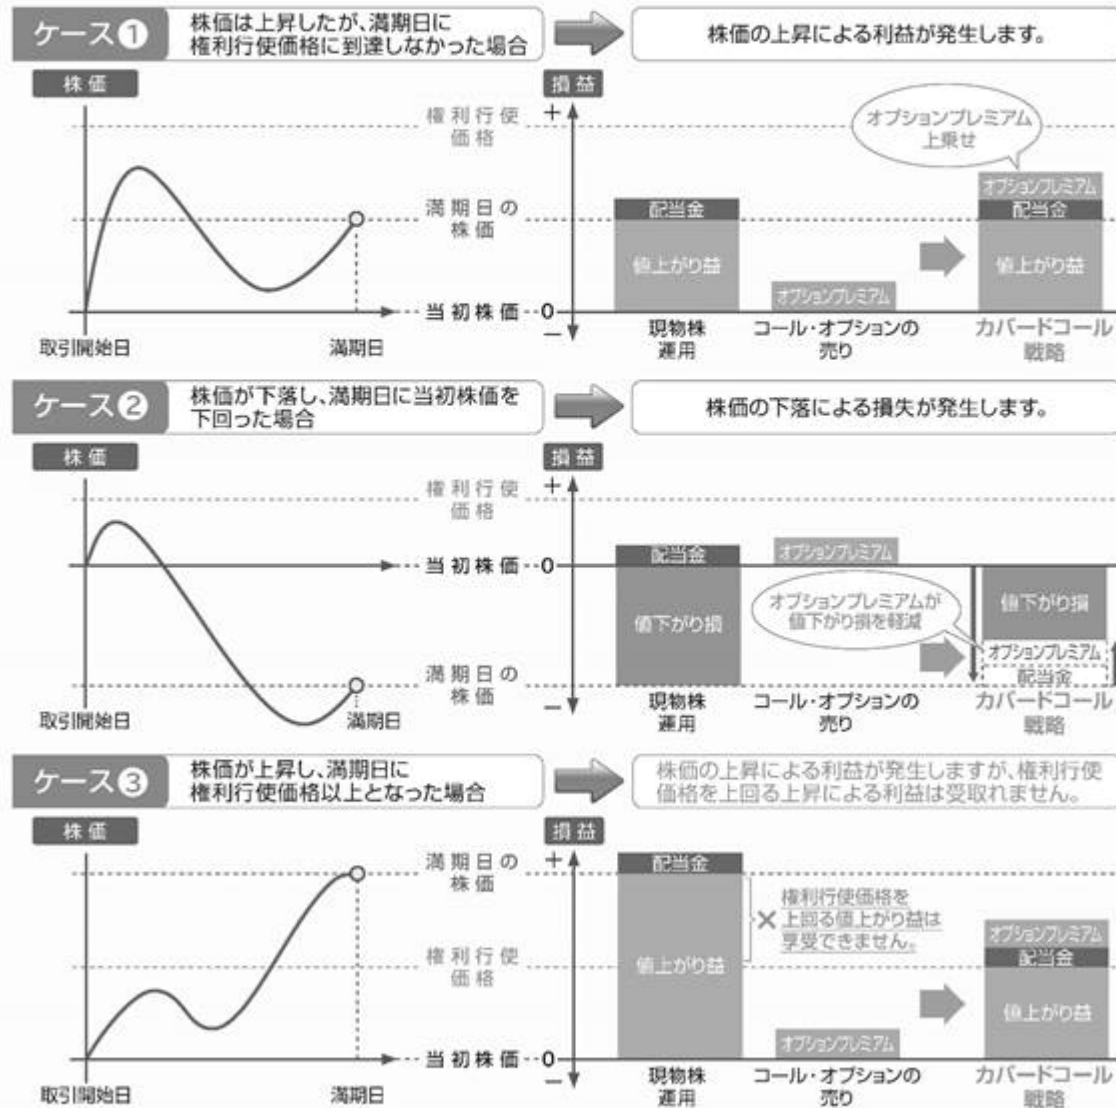 ケース❶
株価は上昇したが、満期日に
権利行使価格に到達しなかった場合
株価の上昇による利益が発生します。
株価
損益
権利行使
価格
+
オプションプレミアム
上乗せ
満期日の
株価
オプションプレミアム
配当金
配当金
値上がり益
値上がり益
オプションプレミアム
当初株価
0
−
取引開始日
満期日
現物株
運用
コール・オプションの
売り
カバードコール
戦略
ケース❷
株価が下落し、満期日に当初株価を
下回った場合
株価の下落による損失が発生します。
株価
損益
権利行使
価格
+
配当金
オプションプレミアム
当初株価
0
値下がり損
オプションプレミアムが
値下がり損を軽減
値下がり損
オプションプレミアム
配当金
満期日の
株価
−
取引開始日
満期日
現物株
運用
コール・オプションの
売り
カバードコール
戦略
ケース❸
株価が上昇し、満期日に
権利行使価格以上となった場合
株価の上昇による利益が発生しますが、権利行使
価格を上回る上昇による利益は受取れません。
株価
損益
満期日の
株価
+
配当金
×
権利行使価格を
上回る値上がり益は
享受できません。
権利行使
価格
値上がり益
オプションプレミアム
配当金
値上がり益
オプションプレミアム
当初株価
0
−
取引開始日
満期日
現物株
運用
コール・オプションの
売り
カバードコール
戦略